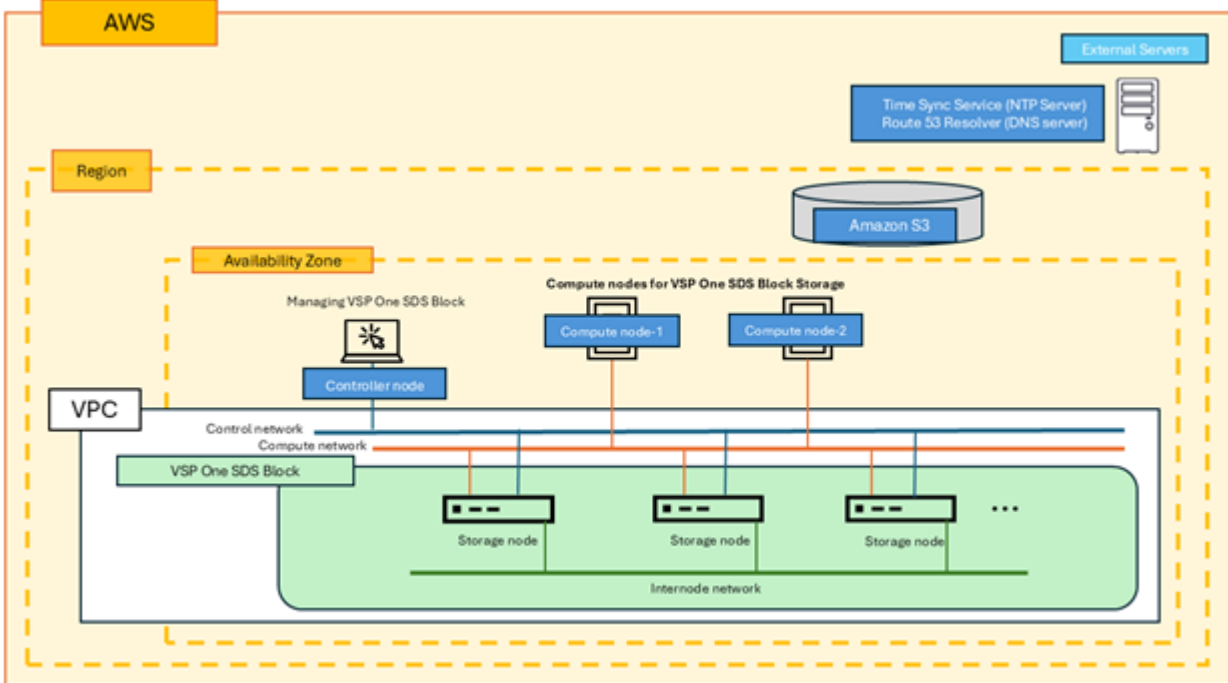 AWS
External Servers
Time Sync Service (NTP Server)
Route 53 Resolver (DNS server)
Region
Amazon S3
Availability Zone
Compute nodes for VSP One SDS Block Storage
Managing VSP One SDS Block
Compute node-1
Compute node-2
Controller node
VPC
Control network
Compute network
VSP One SDS Block
Storage node
Storage node
Storage node
Internode network